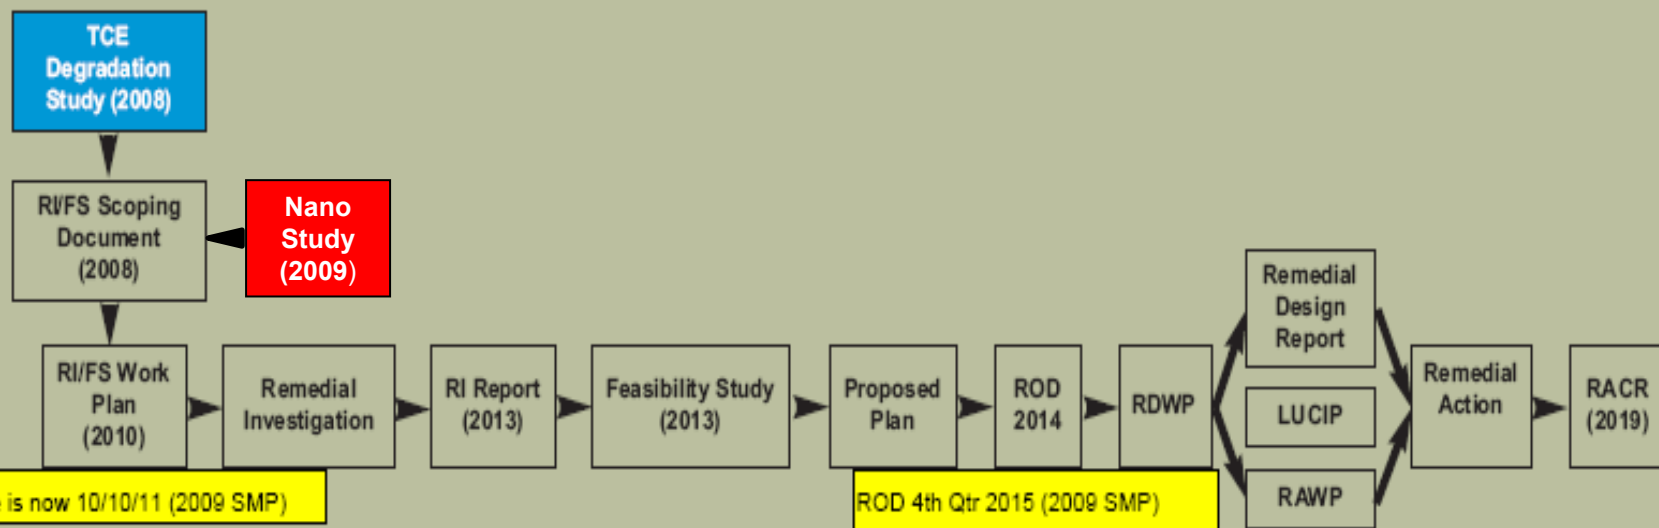 TCE
Degradation
Study (2008)
RI/FS Scoping
Document
(2008)
Nano
Study
(2009)
RI/FS Work
Plan
(2010)
Remedial
Investigation
RI Report
(2013)
Feasibility Study
(2013)
Proposed
Plan
ROD
2014
RDWP
Remedial
Design
Report
LUCIP
RAWP
Remedial
Action
RACR
(2019)
is now 10/10/11 (2009 SMP)
ROD 4th Qtr 2015 (2009 SMP)